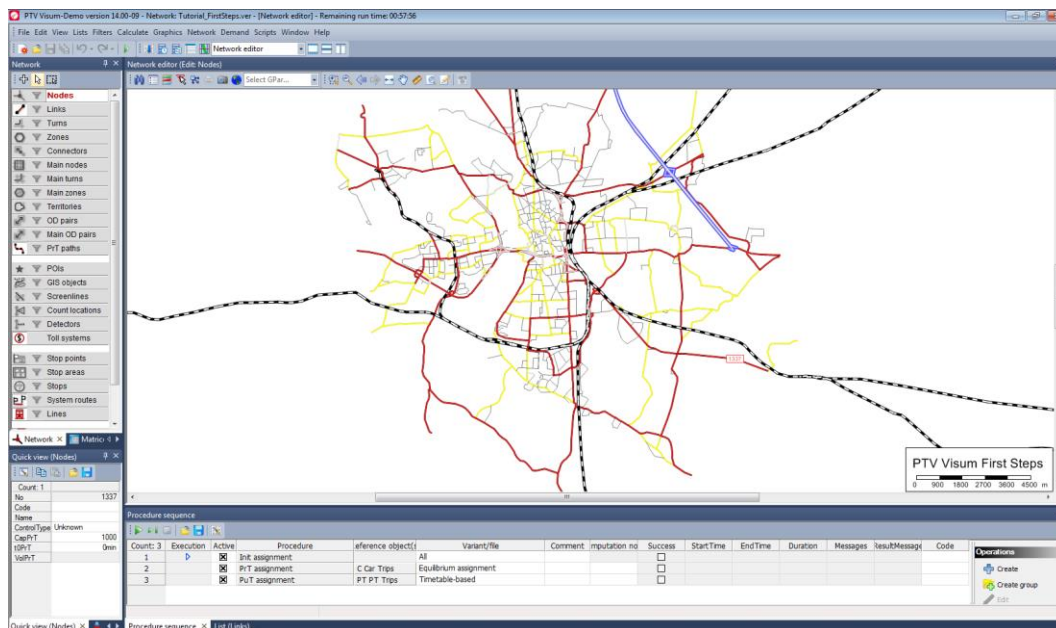 PTV Visum-Demo version 14.00-09 - Network: Tutorial_FirstSteps.ver - [Network editor] - Remaining run time: 00:57:56
File Edit View Lists Filters Calculate Graphics Network Demand Scripts Window Help
Network editor
Network
Network editor (Edit: Nodes)
Select GPar...
Nodes
Links
Turns
Zones
Connectors
Main nodes
Main turns
Main zones
Territories
OD pairs
Main OD pairs
PrT paths
POIs
GIS objects
Screenlines
Count locations
Detectors
Toll systems
Stop points
Stop areas
Stops
System routes
Lines
1337
PTV Visum First Steps
0 900 1800 2700 3600 4500 m
Network Matric
Quick view (Nodes)
Count: 1
No 1337
Code
Name
ControlType Unknown
CapPrT 1000
t0PrT 0min
VolPrT
Procedure sequence
Count: 3 Execution Active Procedure eference object(s Variant/file Comment mputation no Success StartTime EndTime Duration Messages ResultMessage Code
1 Init assignment All
2 PrT assignment C Car Trips Equilibrium assignment
3 PuT assignment PT PT Trips Timetable-based
Operations
Create
Create group
Edit
Quick view (Nodes)
Procedure sequence List (Links)